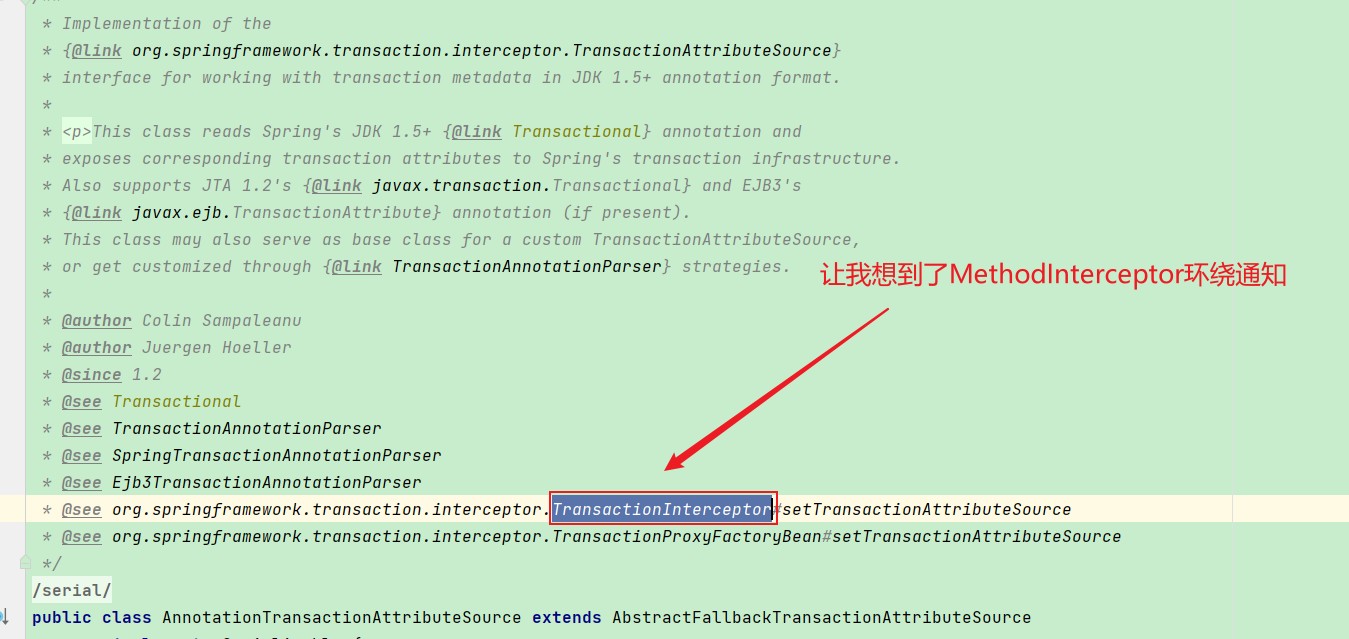 * Implementation of the
* {@link org.springframework.transaction.interceptor.TransactionAttributeSource}
* interface for working with transaction metadata in JDK 1.5+ annotation format.
*
* <p>This class reads Spring's JDK 1.5+ {@link Transactional} annotation and
* exposes corresponding transaction attributes to Spring's transaction infrastructure.
* Also supports JTA 1.2's {@link javax.transaction.Transactional} and EJB3's
* {@link javax.ejb.TransactionAttribute} annotation (if present).
* This class may also serve as base class for a custom TransactionAttributeSource,
* or get customized through {@link TransactionAnnotationParser} strategies.
让我想到了MethodInterceptor环绕通知
*
* @author Colin Sampaleanu
* @author Juergen Hoeller
* @since 1.2
* @see Transactional
* @see TransactionAnnotationParser
* @see SpringTransactionAnnotationParser
* @see Ejb3TransactionAnnotationParser
* @see org.springframework.transaction.interceptor.TransactionInterceptor#setTransactionAttributeSource
* @see org.springframework.transaction.interceptor.TransactionProxyFactoryBean#setTransactionAttributeSource
*/
/serial/
public class AnnotationTransactionAttributeSource extends AbstractFallbackTransactionAttributeSource